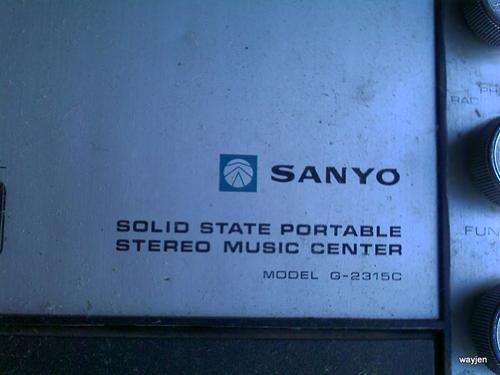 SANYO
SOLID STATE PORTABLE
STEREO MUSIC CENTER
MODEL G-2315C
wayjen